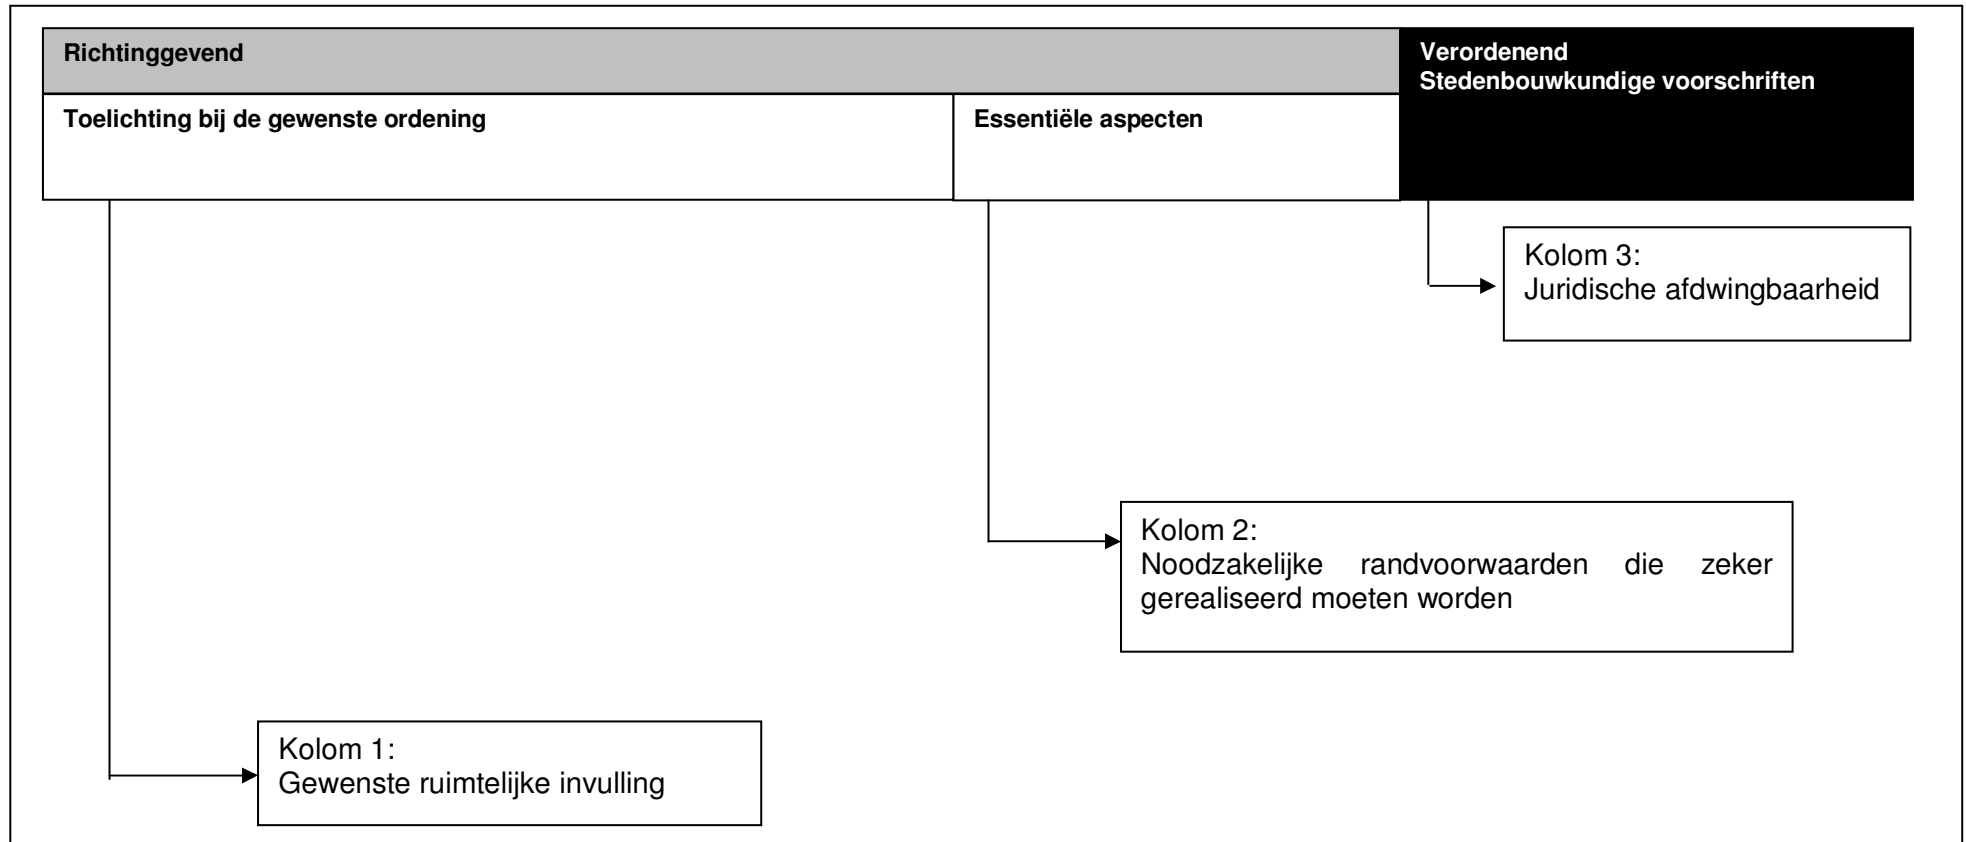 Richtinggevend
Verordenend
Stedenbouwkundige voorschriften
Toelichting bij de gewenste ordening
Essentiële aspecten
Kolom 3:
Juridische afdwingbaarheid
Kolom 2:
Noodzakelijke randvoorwaarden die zeker
gerealiseerd moeten worden
Kolom 1:
Gewenste ruimtelijke invulling